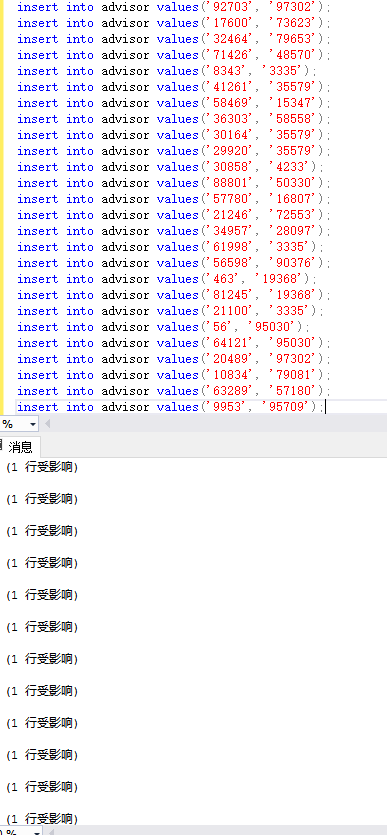 insert into advisor values('92703', '97302');
insert into advisor values('17600', '73623');
insert into advisor values('32464', '79653');
insert into advisor values('71426', '48570');
insert into advisor values('8343', '3335');
insert into advisor values('41261', '35579');
insert into advisor values('58469', '15347');
insert into advisor values('36303', '58558');
insert into advisor values('30164', '35579');
insert into advisor values('29920', '35579');
insert into advisor values('30858', '4233');
insert into advisor values('88801', '50330');
insert into advisor values('57780', '16807');
insert into advisor values('21246', '72553');
insert into advisor values('34957', '28097');
insert into advisor values('61998', '3335');
insert into advisor values('56598', '90376');
insert into advisor values('463', '19368');
insert into advisor values('81245', '19368');
insert into advisor values('21100', '3335');
insert into advisor values('56', '95030');
insert into advisor values('64121', '95030');
insert into advisor values('20489', '97302');
insert into advisor values('10834', '79081');
insert into advisor values('63289', '57180');
insert into advisor values('9953', '95709');
%
消息
(1 行受影响)
(1 行受影响)
(1 行受影响)
(1 行受影响)
(1 行受影响)
(1 行受影响)
(1 行受影响)
(1 行受影响)
(1 行受影响)
(1 行受影响)
(1 行受影响)
(1 行受影响)